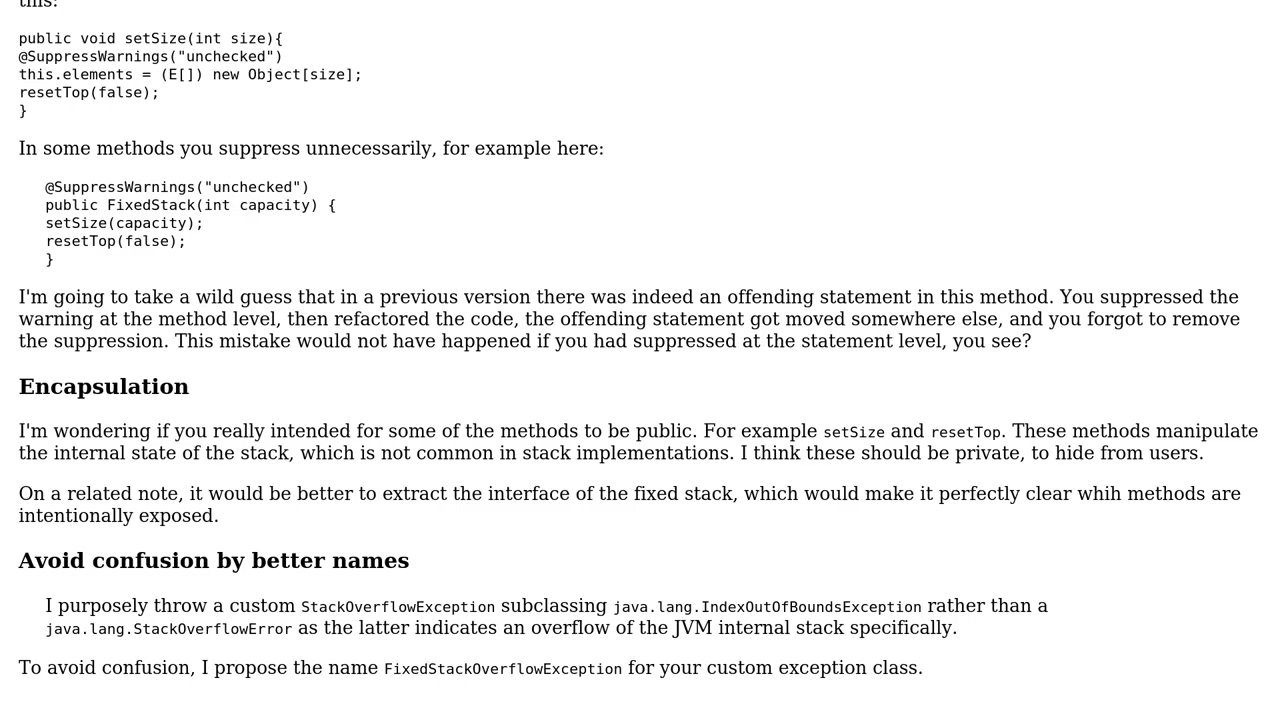 this:
public void setSize(int size){
@SuppressWarnings("unchecked")
this.elements = (E[]) new Object[size];
resetTop(false);
}
In some methods you suppress unnecessarily, for example here:
@SuppressWarnings("unchecked")
public FixedStack(int capacity) {
setSize(capacity);
resetTop(false);
}
I'm going to take a wild guess that in a previous version there was indeed an offending statement in this method. You suppressed the
warning at the method level, then refactored the code, the offending statement got moved somewhere else, and you forgot to remove
the suppression. This mistake would not have happened if you had suppressed at the statement level, you see?
Encapsulation
I'm wondering if you really intended for some of the methods to be public. For example setSize and resetTop. These methods manipulate
the internal state of the stack, which is not common in stack implementations. I think these should be private, to hide from users.
On a related note, it would be better to extract the interface of the fixed stack, which would make it perfectly clear whih methods are
intentionally exposed.
Avoid confusion by better names
I purposely throw a custom StackOverflowException subclassing java.lang.IndexOutOfBoundsException rather than a
java.lang.StackOverflowError as the latter indicates an overflow of the JVM internal stack specifically.
To avoid confusion, I propose the name FixedStackOverflowException for your custom exception class.